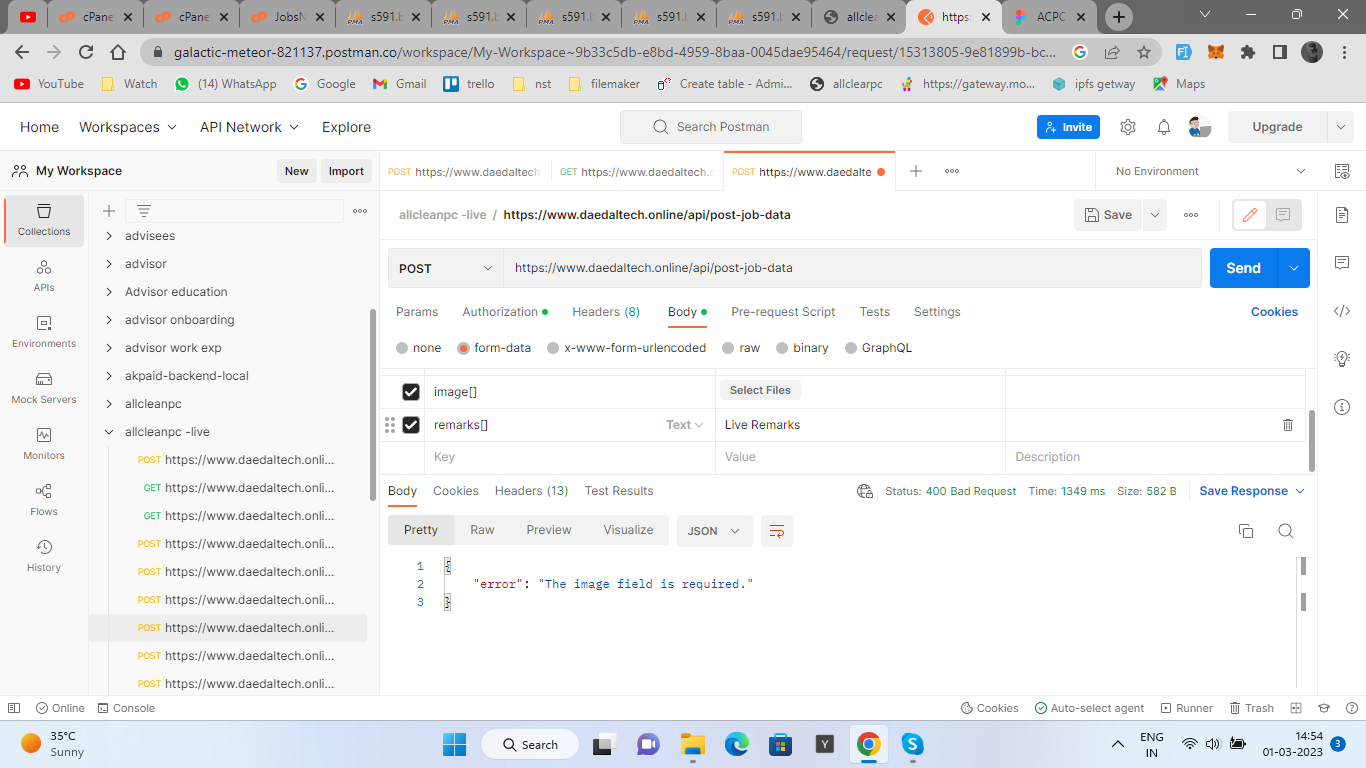 cPane
cPane
JobsN
s591.b
s591.b
s591.b
s591.b
s591.b
allclea
https:
ACPC
galactic-meteor-821137.postman.co/workspace/My-Workspace~9b33c5db-e8bd-4959-8baa-0045dae95464/request/15313805-9e81899b-bc...
YouTube
Watch
(14) WhatsApp
Google
Gmail
trello
nst
filemaker
Create table - Admi...
allclearpc
https://gateway.mo...
ipfs getway
Maps
Home
Workspaces
API Network
Explore
Search Postman
Invite
Upgrade
My Workspace
New
Import
POST https://www.daedaltech
GET https://www.daedaltech.c
POST https://www.daedalte
No Environment
Collections
APIs
Environments
Mock Servers
Monitors
Flows
History
advisees
advisor
Advisor education
advisor onboarding
advisor work exp
akpaid-backend-local
allcleanpc
allcleanpc -live
POST https://www.daedaltech.onli...
GET https://www.daedaltech.onli...
GET https://www.daedaltech.onli...
POST https://www.daedaltech.onli...
POST https://www.daedaltech.onli...
POST https://www.daedaltech.onli...
POST https://www.daedaltech.onli...
POST https://www.daedaltech.onli...
POST https://www.daedaltech.onli...
allcleanpc -live / https://www.daedaltech.online/api/post-job-data
Save
POST
https://www.daedaltech.online/api/post-job-data
Send
Params
Authorization
Headers (8)
Body
Pre-request Script
Tests
Settings
Cookies
none
form-data
x-www-form-urlencoded
raw
binary
GraphQL
image[]
Select Files
remarks[]
Text
Live Remarks
Key
Value
Description
Body
Cookies
Headers (13)
Test Results
Status: 400 Bad Request
Time: 1349 ms
Size: 582 B
Save Response
Pretty
Raw
Preview
Visualize
JSON
1 {
2 "error": "The image field is required."
3 }
Online
Console
Cookies
Auto-select agent
Runner
Trash
35°C
Sunny
Search
ENG
IN
14:54
01-03-2023
3